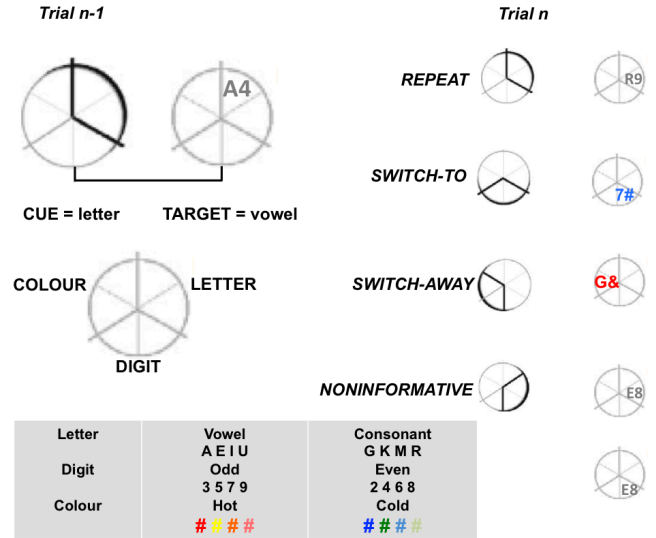 Trial n-1
Trial n
A4
CUE = letter
TARGET = vowel
COLOUR
LETTER
DIGIT
REPEAT
R9
SWITCH-TO
7#
SWITCH-AWAY
G&
NONINFORMATIVE
E8
E8
Letter Vowel Consonant
A E I U G K M R
Digit Odd Even
3 5 7 9 2 4 6 8
Colour Hot Cold
# # # # # # # #